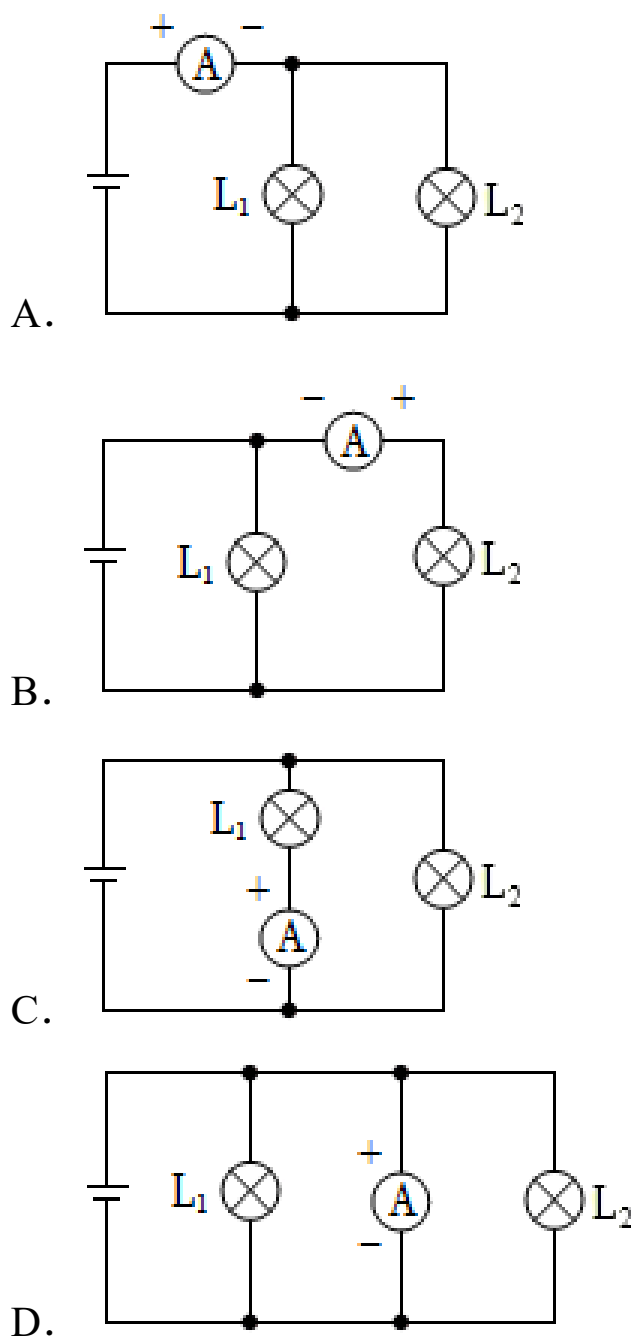 + −
A
L₁
L₂
A.
− +
A
L₁
L₂
B.
L₁
+
L₂
A
−
C.
+
L₁
A
L₂
−
D.